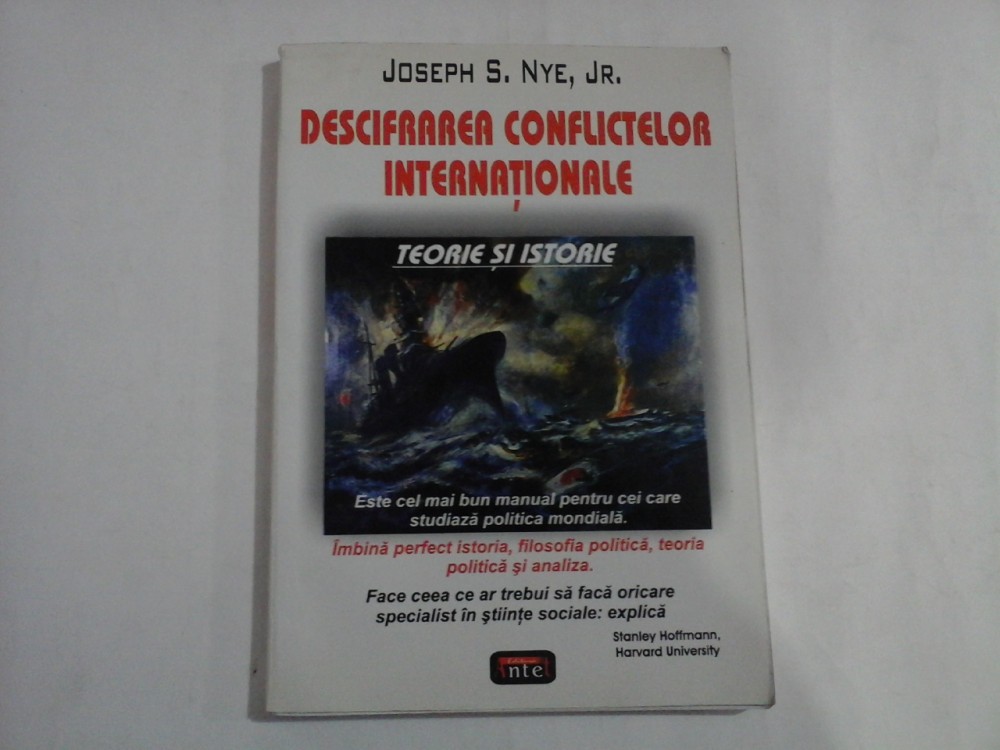 JOSEPH S. NYE, JR.
DESCIFRAREA CONFLICTELOR
INTERNAȚIONALE
TEORIE ȘI ISTORIE
Este cel mai bun manual pentru cei care
studiază politica mondială.
Îmbină perfect istoria, filosofia politică, teoria
politică şi analiza.
Face ceea ce ar trebui să facă oricare
specialist în ştiinţe sociale: explică
Stanley Hoffmann,
Harvard University
Antet